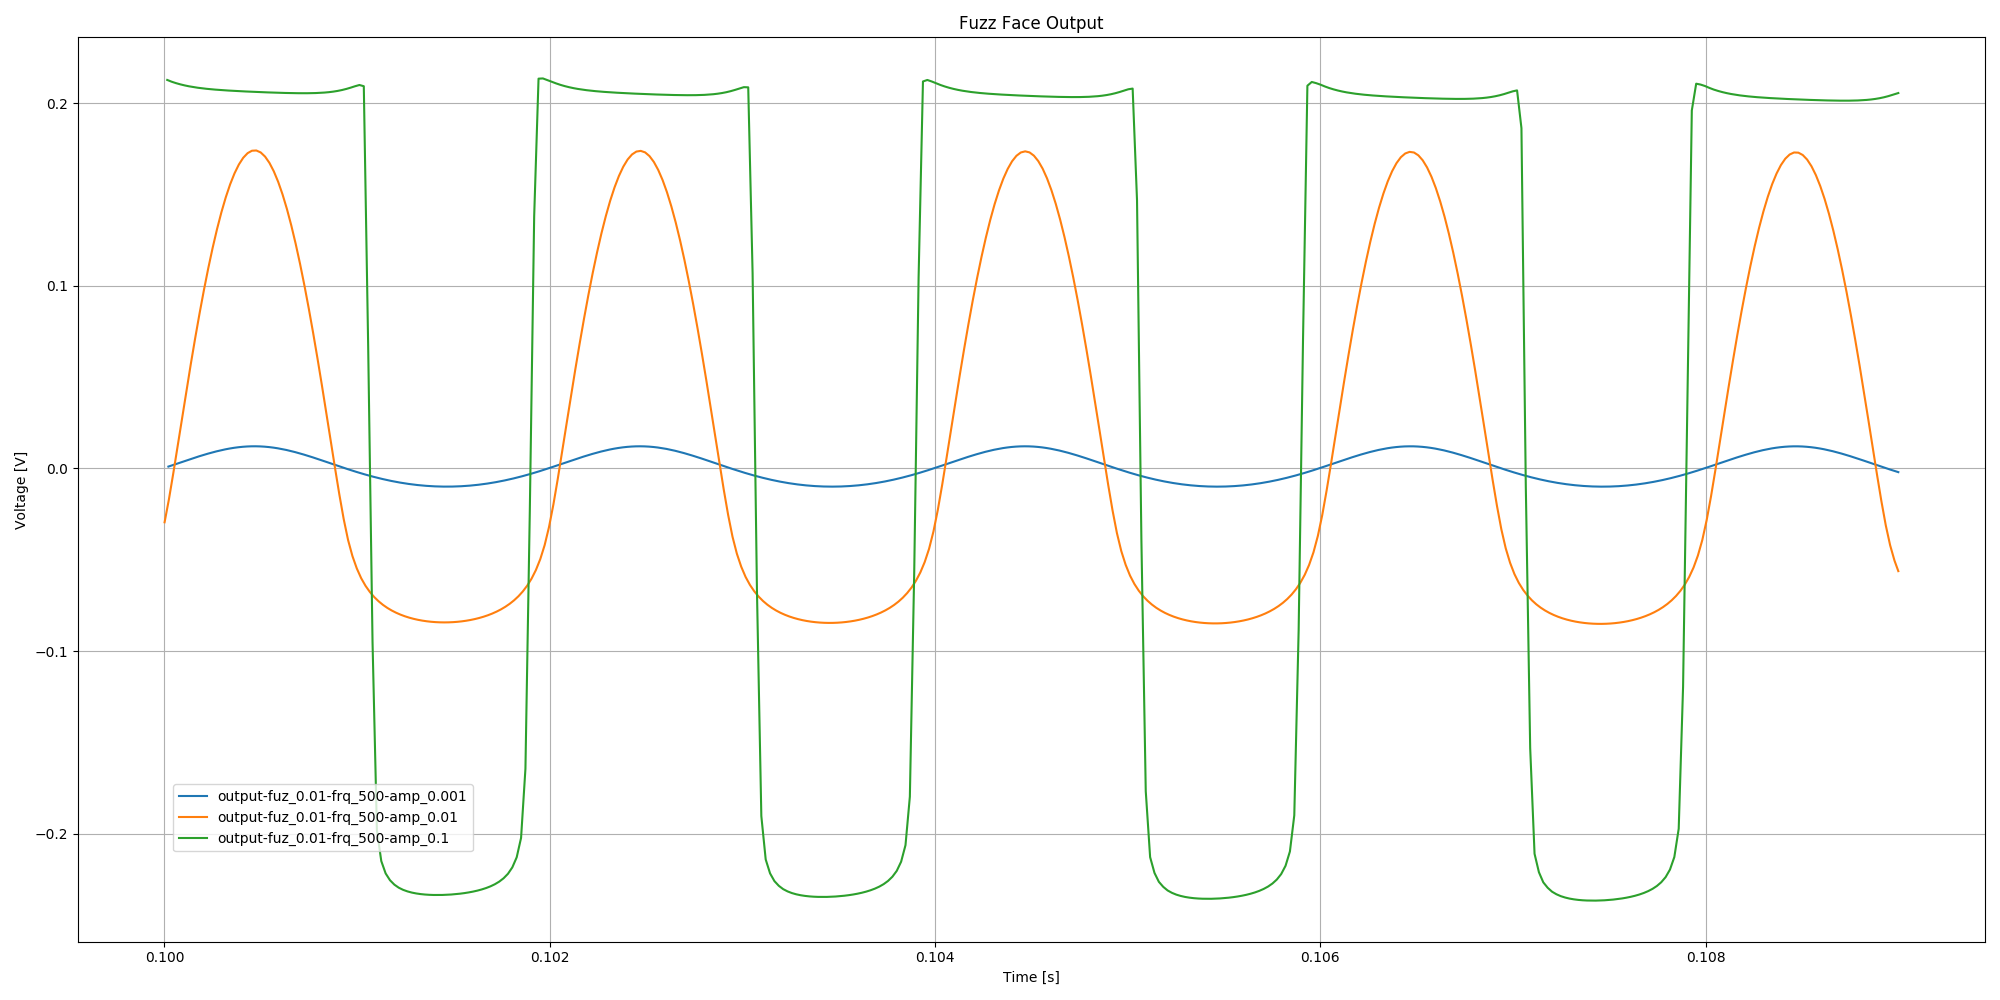 Fuzz Face Output
Voltage [V]
0.2
0.1
0.0
−0.1
−0.2
output-fuz_0.01-frq_500-amp_0.001
output-fuz_0.01-frq_500-amp_0.01
output-fuz_0.01-frq_500-amp_0.1
0.100 0.102 0.104 0.106 0.108
Time [s]